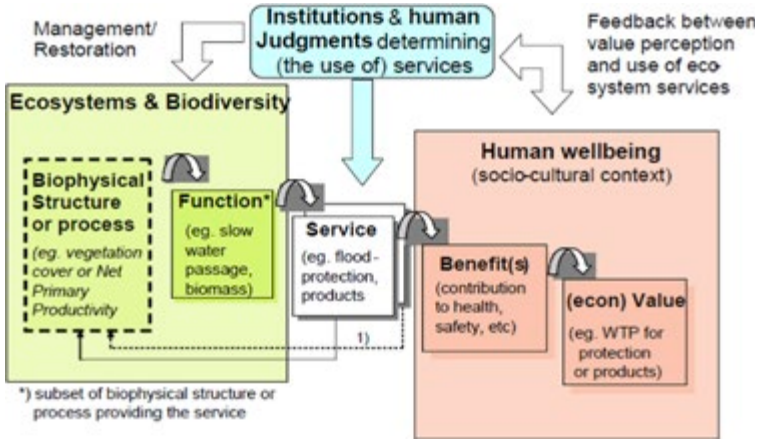 Management/
Restoration
Institutions & human
Judgments determining
(the use of) services
Feedback between
value perception
and use of eco-
system services
Ecosystems & Biodiversity
Biophysical
Structure
or process
(eg. vegetation
cover or Net
Primary
Productivity
Function*
(eg. slow
water
passage,
biomass)
Service
(eg. flood-
protection,
products
1)
Human wellbeing
(socio-cultural context)
Benefit(s)
(contribution
to health,
safety, etc)
(econ) Value
(eg. WTP for
protection
or products)
*) subset of biophysical structure or
process providing the service